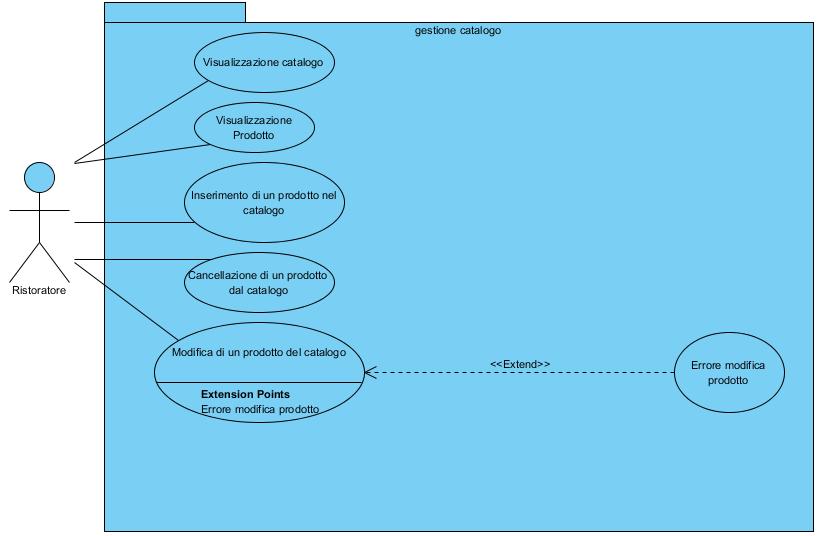 gestione catalogo
Visualizzazione catalogo
Visualizzazione
Prodotto
Inserimento di un prodotto nel
catalogo
Ristoratore
Cancellazione di un prodotto
dal catalogo
Modifica di un prodotto del catalogo
Extension Points
Errore modifica prodotto
<<Extend>>
Errore modifica
prodotto